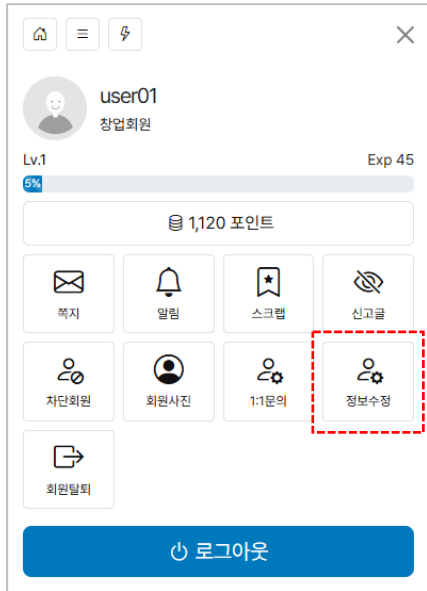 user01
창업회원
Lv.1 Exp 45
5%
1,120 포인트
쪽지 알림 스크랩 신고글
차단회원 회원사진 1:1문의 정보수정
회원탈퇴
로그아웃